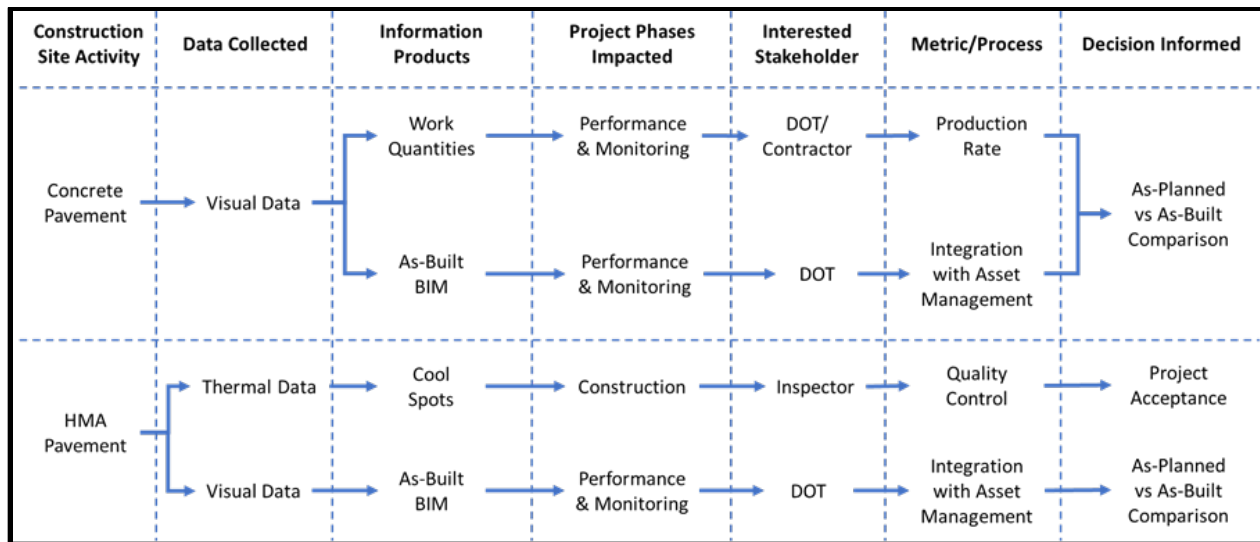 Construction
Site Activity
Data Collected
Information
Products
Project Phases
Impacted
Interested
Stakeholder
Metric/Process
Decision Informed
Concrete
Pavement
Visual Data
Work
Quantities
Performance
& Monitoring
DOT/
Contractor
Production
Rate
As-Built
BIM
Performance
& Monitoring
DOT
Integration
with Asset
Management
As-Planned
vs As-Built
Comparison
HMA
Pavement
Thermal Data
Cool
Spots
Construction
Inspector
Quality
Control
Project
Acceptance
Visual Data
As-Built
BIM
Performance
& Monitoring
DOT
Integration
with Asset
Management
As-Planned
vs As-Built
Comparison